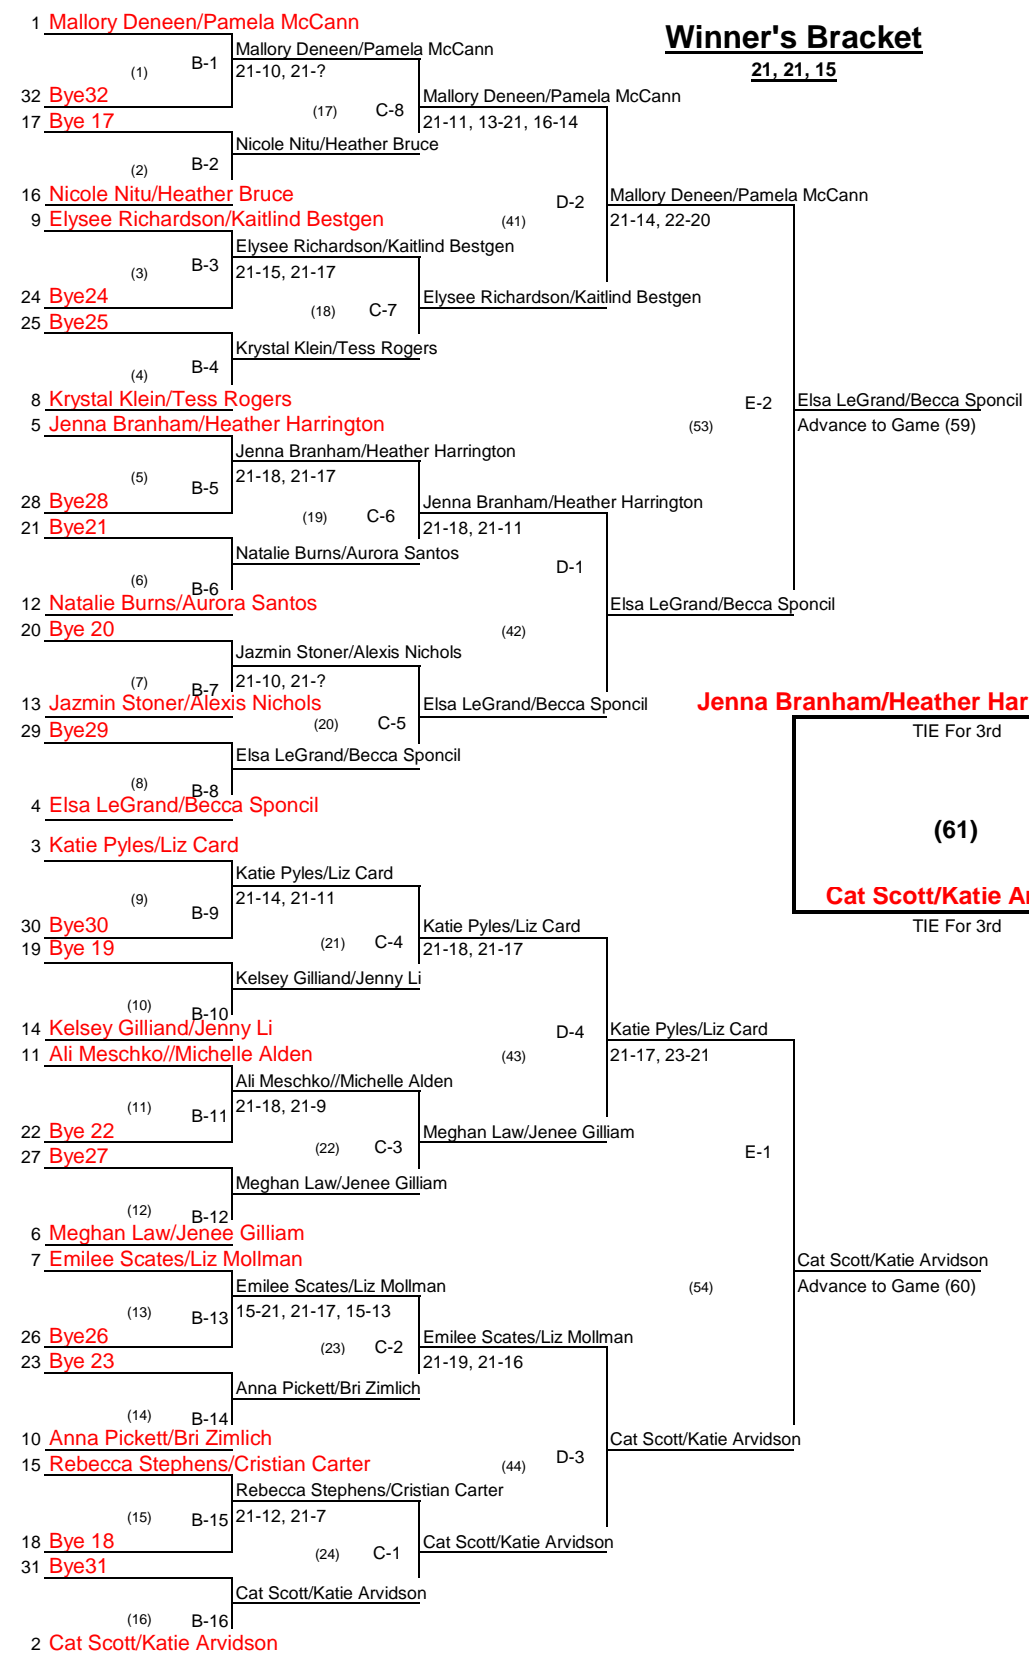 1 Mallory Deneen/Pamela McCann
Winner's Bracket
Mallory Deneen/Pamela McCann
B-1
(1)
21-10, 21-?
21, 21, 15
32 Bye32
Mallory Deneen/Pamela McCann
(17) C-8
17 Bye 17
21-11, 13-21, 16-14
Nicole Nitu/Heather Bruce
(2) B-2
16 Nicole Nitu/Heather Bruce
D-2
Mallory Deneen/Pamela McCann
9 Elysee Richardson/Kaitlind Bestgen
(41)
21-14, 22-20
Elysee Richardson/Kaitlind Bestgen
(3) B-3
21-15, 21-17
24 Bye24
Elysee Richardson/Kaitlind Bestgen
(18) C-7
25 Bye25
Krystal Klein/Tess Rogers
(4) B-4
8 Krystal Klein/Tess Rogers
E-2
Elsa LeGrand/Becca Sponcil
5 Jenna Branham/Heather Harrington
(53)
Advance to Game (59)
Jenna Branham/Heather Harrington
(5) B-5
21-18, 21-17
28 Bye28
Jenna Branham/Heather Harrington
(19) C-6
21 Bye21
21-18, 21-11
Natalie Burns/Aurora Santos
D-1
(6) B-6
12 Natalie Burns/Aurora Santos
Elsa LeGrand/Becca Sponcil
20 Bye 20
(42)
Jazmin Stoner/Alexis Nichols
(7) B-7
21-10, 21-?
13 Jazmin Stoner/Alexis Nichols
Elsa LeGrand/Becca Sponcil
Jenna Branham/Heather Har
(20) C-5
29 Bye29
TIE For 3rd
Elsa LeGrand/Becca Sponcil
(8) B-8
4 Elsa LeGrand/Becca Sponcil
(61)
3 Katie Pyles/Liz Card
Katie Pyles/Liz Card
(9) B-9
21-14, 21-11
Cat Scott/Katie A
30 Bye30
Katie Pyles/Liz Card
TIE For 3rd
(21) C-4
19 Bye 19
21-18, 21-17
Kelsey Gilliand/Jenny Li
(10) B-10
14 Kelsey Gilliand/Jenny Li
D-4
Katie Pyles/Liz Card
11 Ali Meschko//Michelle Alden
(43)
21-17, 23-21
Ali Meschko//Michelle Alden
(11) B-11
21-18, 21-9
22 Bye 22
Meghan Law/Jenee Gilliam
(22) C-3
27 Bye27
E-1
Meghan Law/Jenee Gilliam
(12) B-12
6 Meghan Law/Jenee Gilliam
7 Emilee Scates/Liz Mollman
Cat Scott/Katie Arvidson
(54)
Advance to Game (60)
Emilee Scates/Liz Mollman
(13) B-13
15-21, 21-17, 15-13
26 Bye26
Emilee Scates/Liz Mollman
(23) C-2
23 Bye 23
21-19, 21-16
Anna Pickett/Bri Zimlich
(14) B-14
10 Anna Pickett/Bri Zimlich
Cat Scott/Katie Arvidson
15 Rebecca Stephens/Cristian Carter
(44) D-3
Rebecca Stephens/Cristian Carter
(15) B-15
21-12, 21-7
18 Bye 18
Cat Scott/Katie Arvidson
(24) C-1
31 Bye31
Cat Scott/Katie Arvidson
(16) B-16
2 Cat Scott/Katie Arvidson